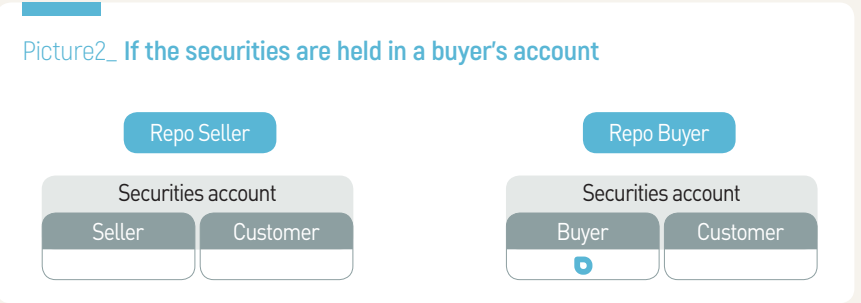 Picture2_ If the securities are held in a buyer's account
Repo Seller
Repo Buyer
Securities account
Securities account
Seller
Customer
Buyer
Customer